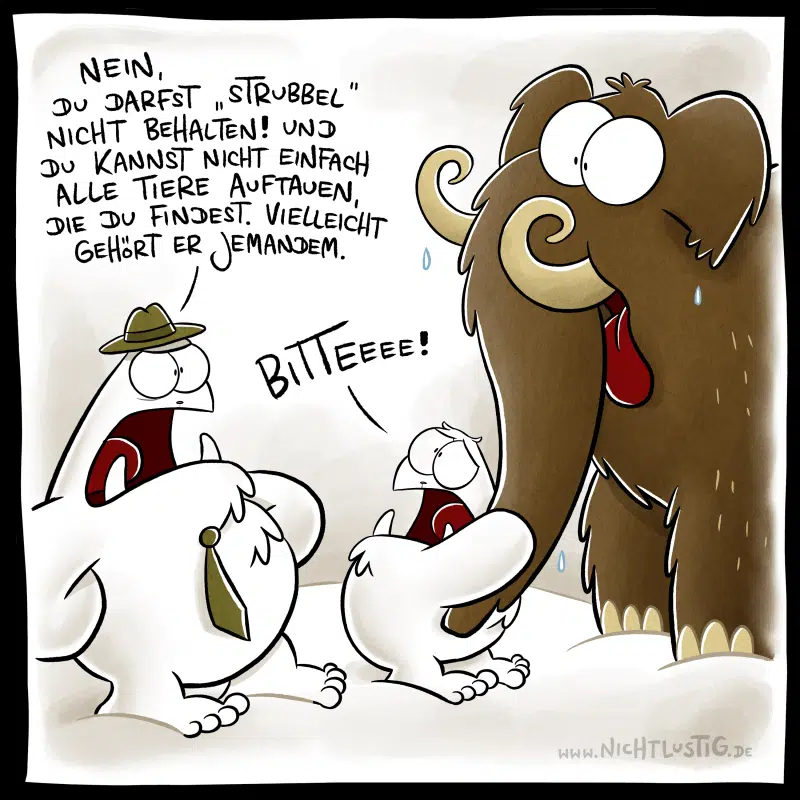 NEIN,
DU DARFST „STRUBBEL"
NICHT BEHALTEN! UND
DU KANNST NICHT EINFACH
ALLE TIERE AUFTAUEN,
DIE DU FINDEST. VIELLEICHT
GEHÖRT ER JEMANDEM.
BITTEEEE!
WWW.NICHTLUSTIG.DE